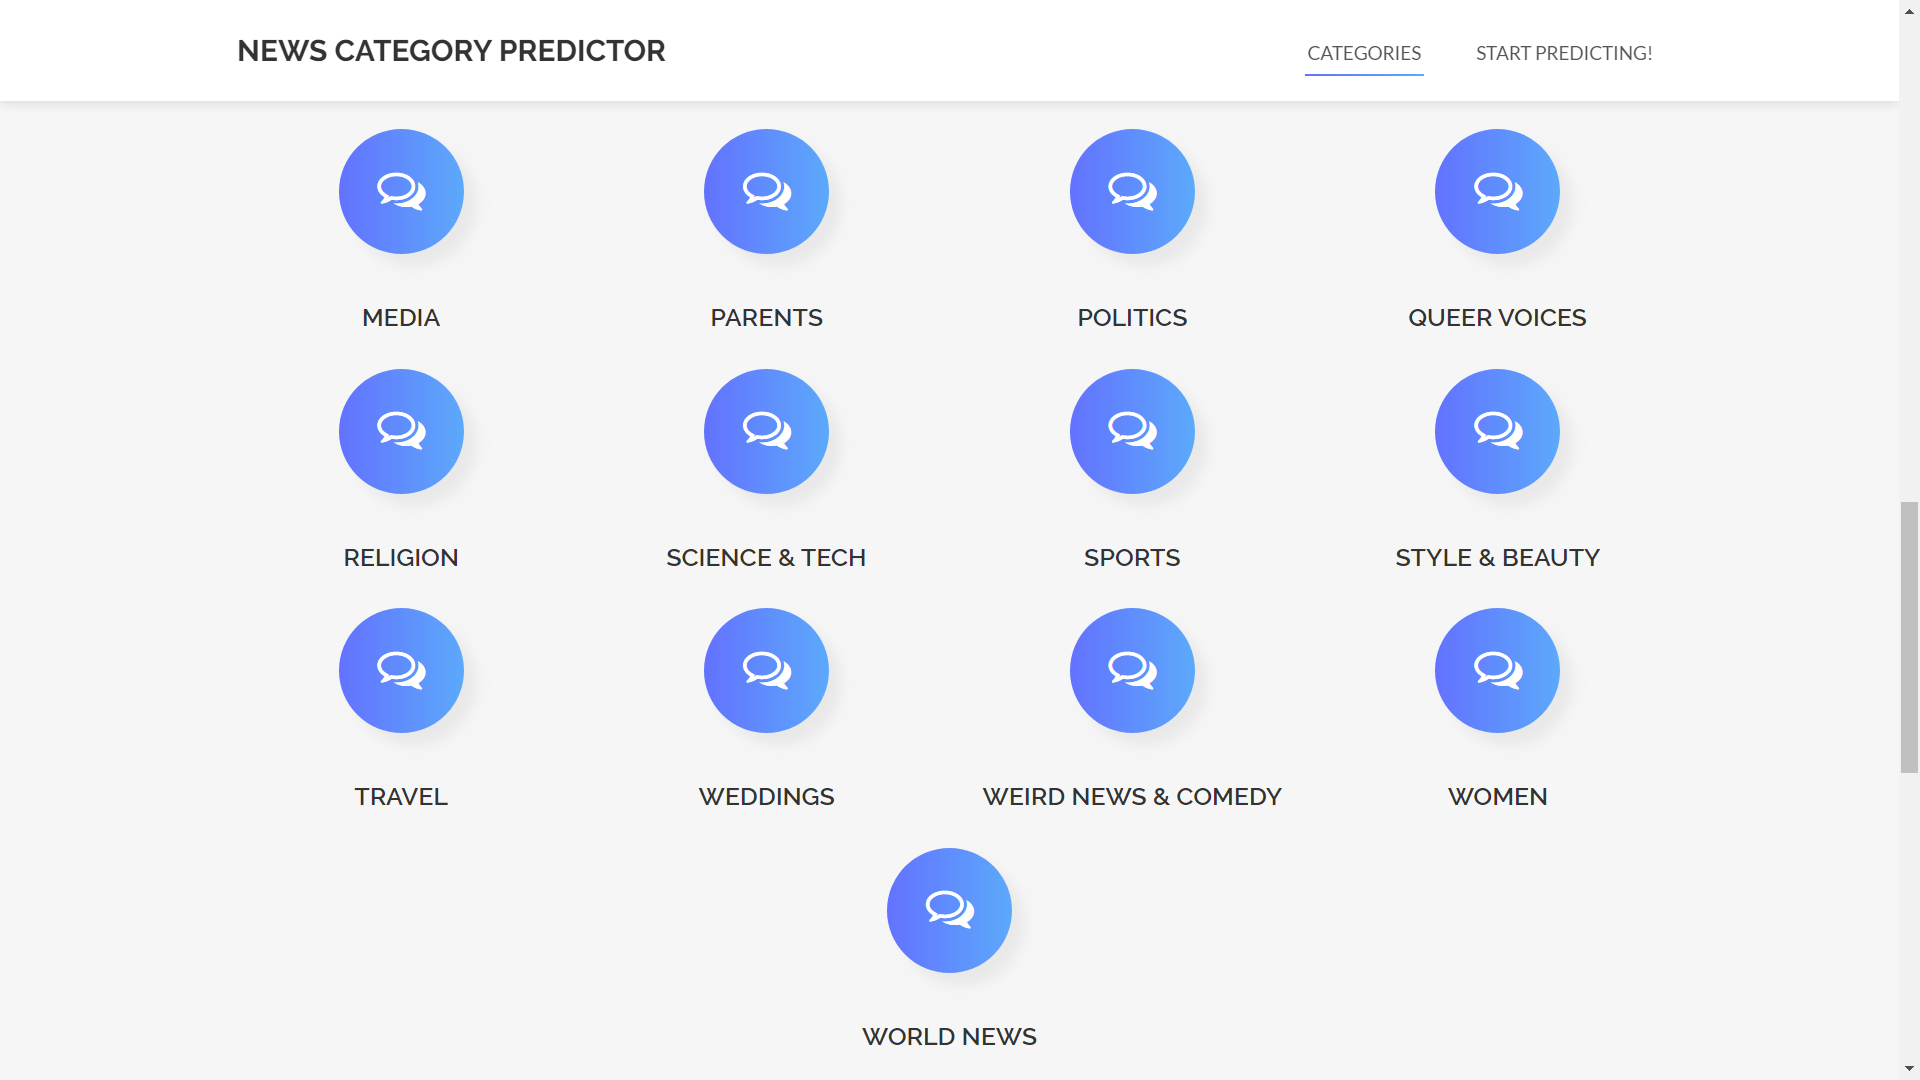 NEWS CATEGORY PREDICTOR
CATEGORIES
START PREDICTING!
MEDIA
PARENTS
POLITICS
QUEER VOICES
RELIGION
SCIENCE & TECH
SPORTS
STYLE & BEAUTY
TRAVEL
WEDDINGS
WEIRD NEWS & COMEDY
WOMEN
WORLD NEWS